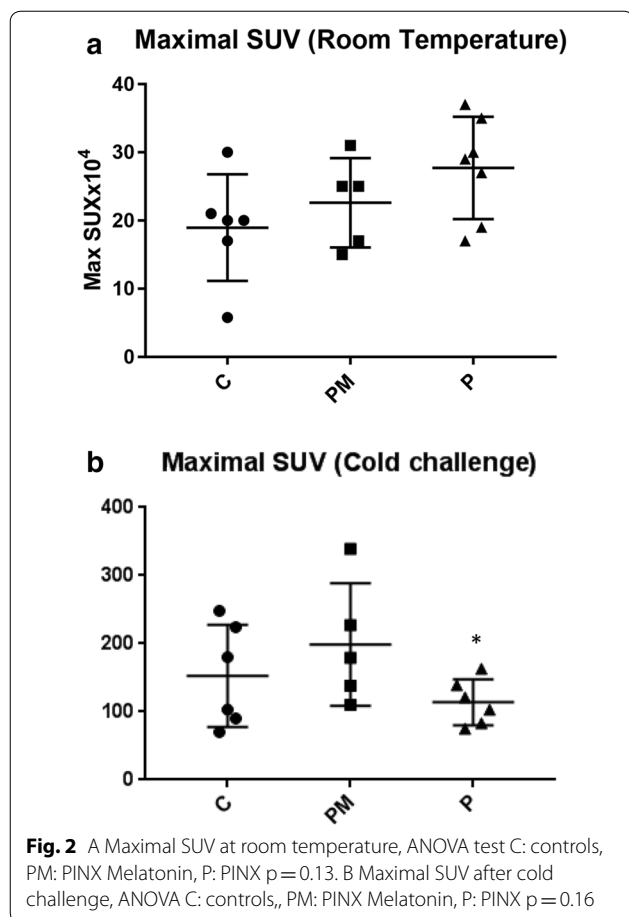 a Maximal SUV (Room Temperature)
Max SUXx10^4
40
30
20
10
0
C PM P
b Maximal SUV (Cold challenge)
400
300
200
100
0
*
C PM P
Fig. 2 A Maximal SUV at room temperature, ANOVA test C: controls,
PM: PINX Melatonin, P: PINX p = 0.13. B Maximal SUV after cold
challenge, ANOVA C: controls,, PM: PINX Melatonin, P: PINX p = 0.16